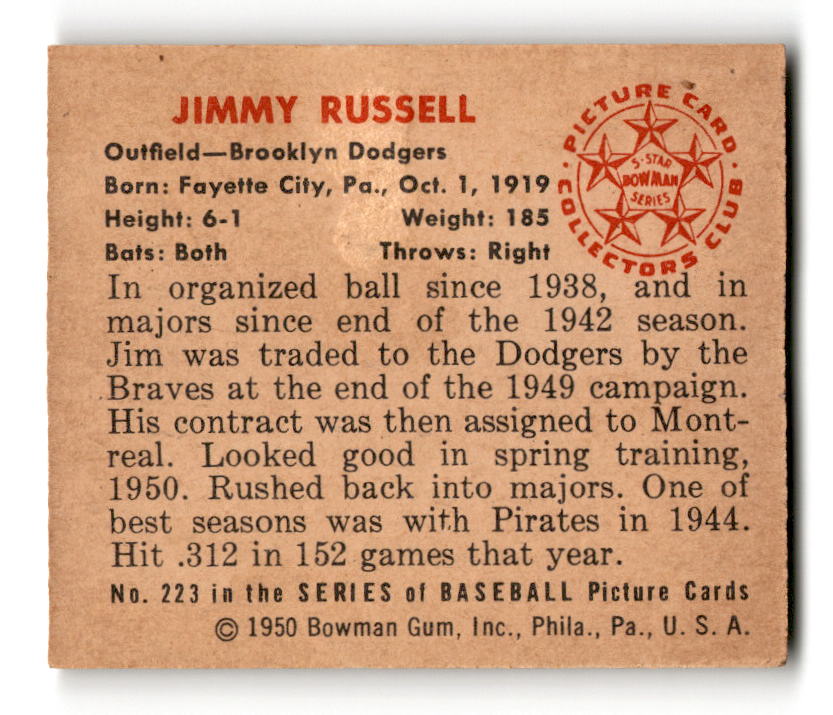 JIMMY RUSSELL
Outfield—Brooklyn Dodgers
Born: Fayette City, Pa., Oct. 1, 1919
Height: 6-1 Weight: 185
Bats: Both Throws: Right
PICTURE CARD
COLLECTORS CLUB
5-STAR
BOWMAN
SERIES
In organized ball since 1938, and in
majors since end of the 1942 season.
Jim was traded to the Dodgers by the
Braves at the end of the 1949 campaign.
His contract was then assigned to Mont-
real. Looked good in spring training,
1950. Rushed back into majors. One of
best seasons was with Pirates in 1944.
Hit .312 in 152 games that year.
No. 223 in the SERIES of BASEBALL Picture Cards
© 1950 Bowman Gum, Inc., Phila., Pa., U. S. A.